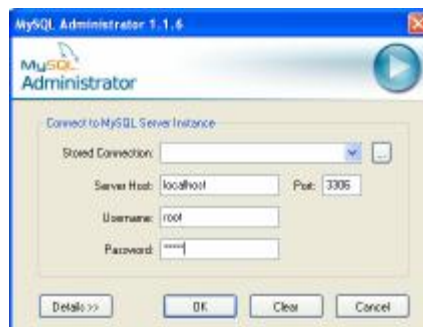 MySQL Administrator 1.1.6
MySQL
Administrator
Connect to MySQL Server Instance
Stored Connection:
...
Server Host: localhost Port: 3306
Username: root
Password: *****
Details >> OK Clear Cancel